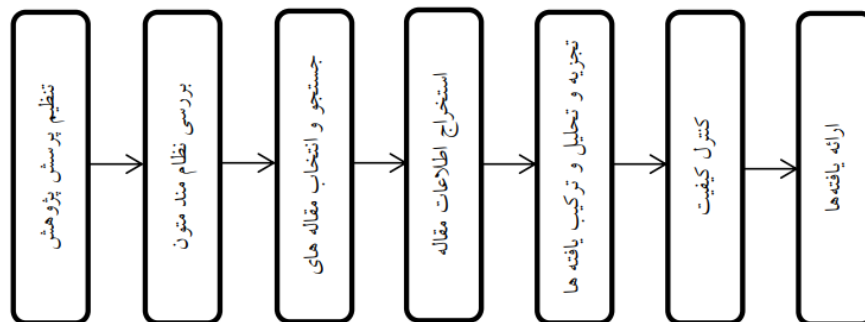 تنظیم پرسش پژوهش
بررسی نظام مند متون
جستجو و انتخاب مقاله های
استخراج اطلاعات مقاله
تجزیه و تحلیل و ترکیب یافته ها
کنترل کیفیت
ارائه یافته‌ها